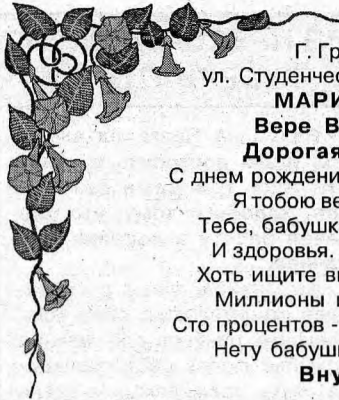 Г. Гр
ул. Студенчес
МАРИ
Вере В
Дорогая
С днем рождени
Я тобою ве
Тебе, бабушк
И здоровья.
Хоть ищите в
Миллионы
Сто процентов -
Нету бабуш
Вну